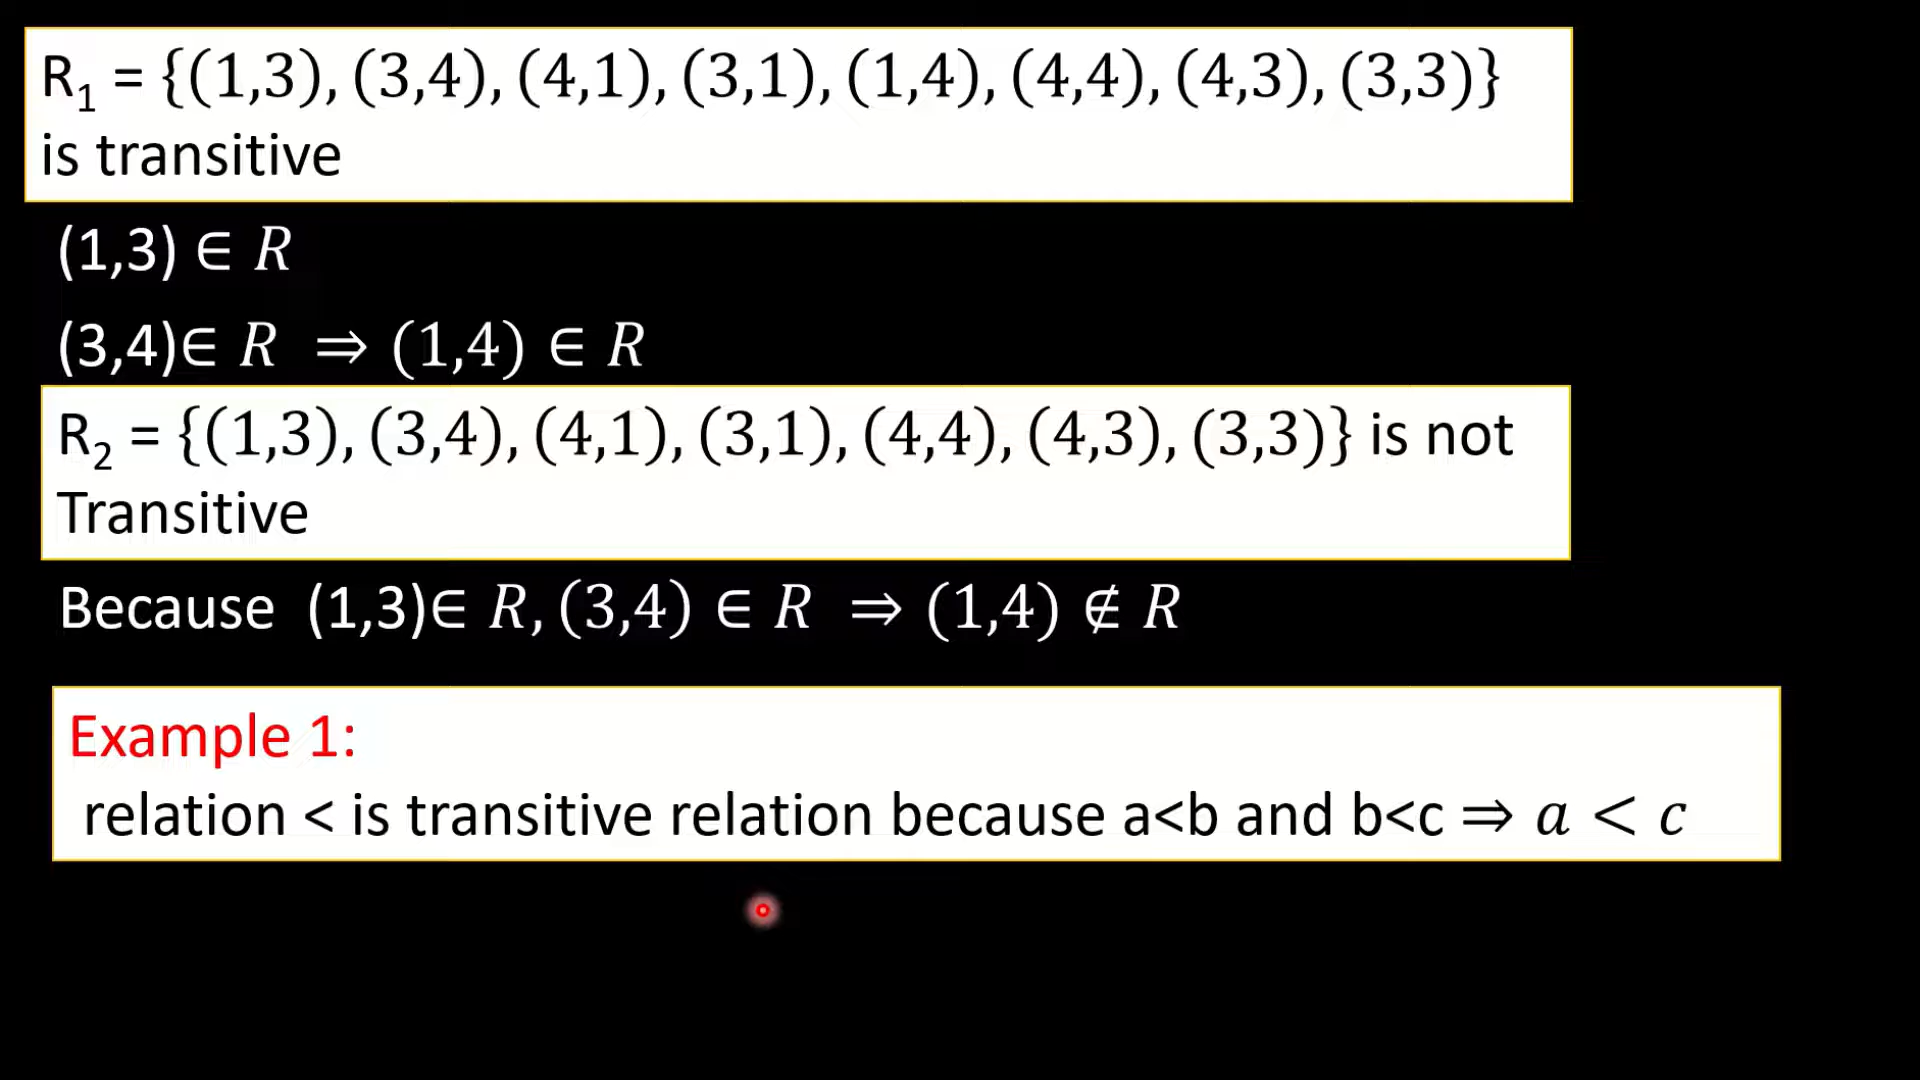 R₁ = {(1,3), (3,4), (4,1), (3,1), (1,4), (4,4), (4,3), (3,3)}
is transitive
(1,3) ∈ R
(3,4)∈ R ⇒ (1,4) ∈ R
R₂ = {(1,3), (3,4), (4,1), (3,1), (4,4), (4,3), (3,3)} is not
Transitive
Because (1,3)∈ R, (3,4) ∈ R ⇒ (1,4) ∉ R
Example 1:
relation < is transitive relation because a<b and b<c ⇒ a < c